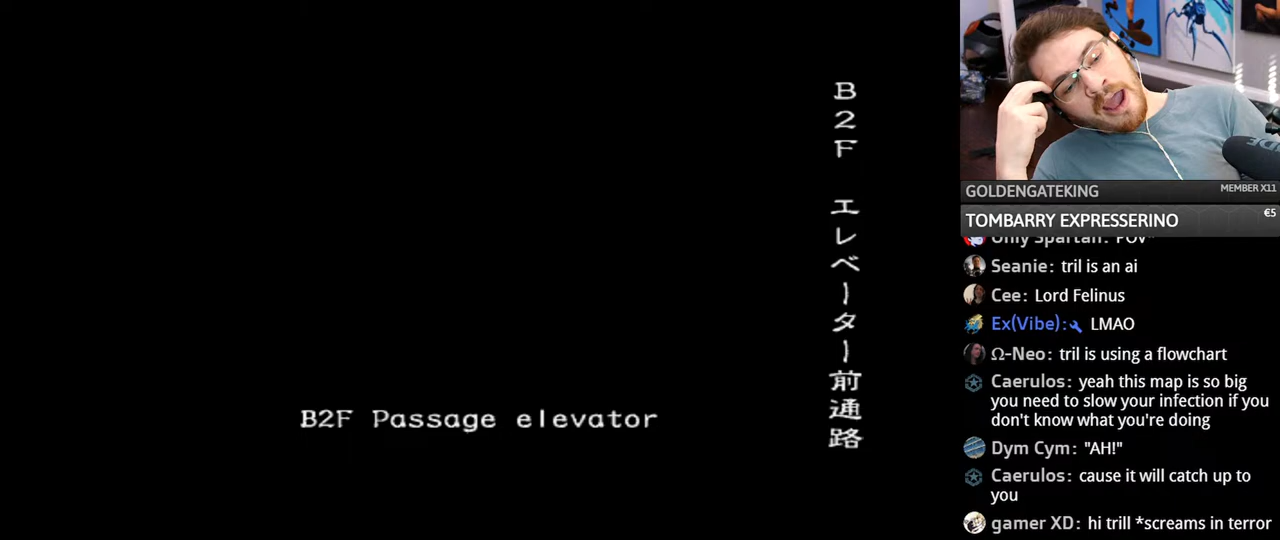 B2F エレベーター前通路
B2F Passage elevator
GOLDENGATEKING
MEMBER X11
TOMBARRY EXPRESSERINO
€5
Only Spartan: POV"
Seanie: tril is an ai
Cee: Lord Felinus
Ex(Vibe): LMAO
Ω-Neo: tril is using a flowchart
Caerulos: yeah this map is so big
you need to slow your infection if you
don't know what you're doing
Dym Cym: "AH!"
Caerulos: cause it will catch up to
you
gamer XD: hi trill *screams in terror